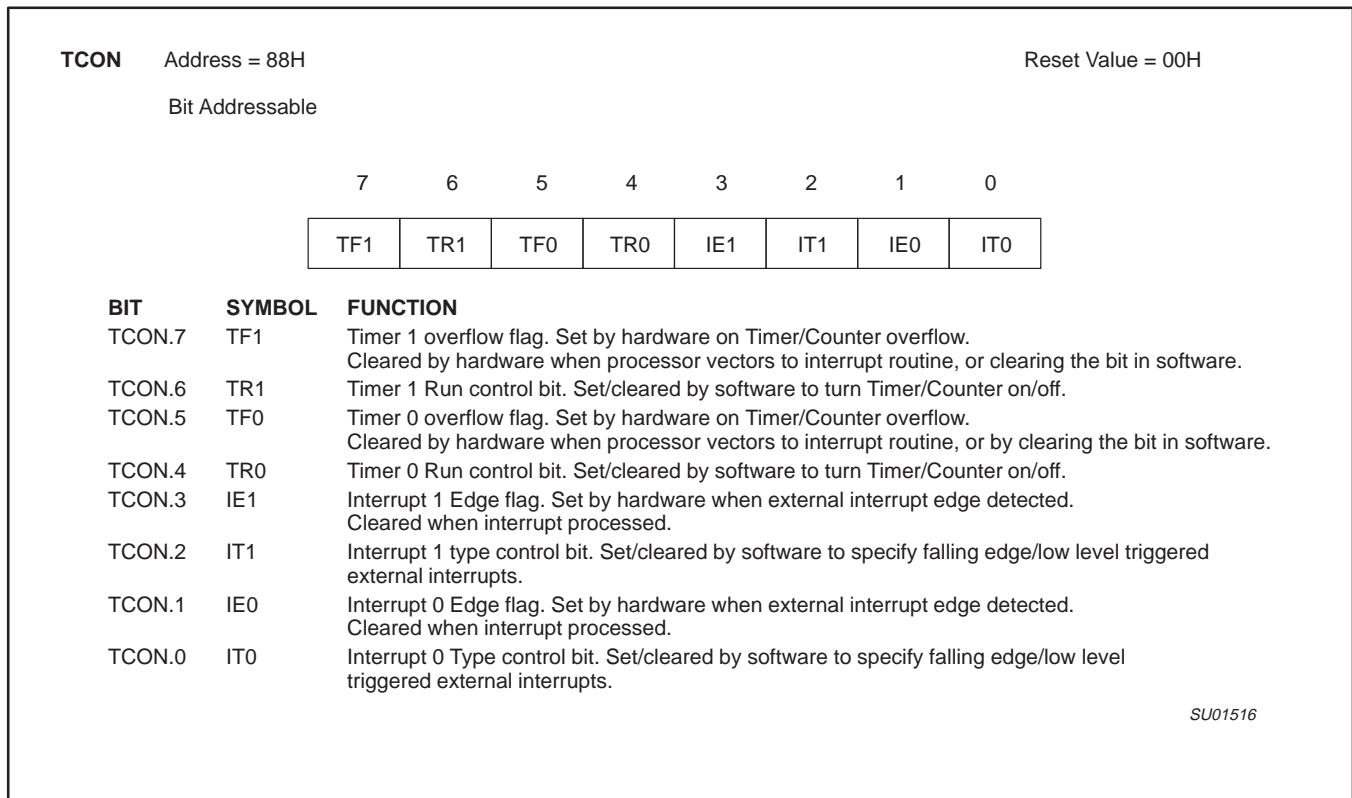 TCON Address = 88H Reset Value = 00H
Bit Addressable
7 6 5 4 3 2 1 0
TF1 TR1 TF0 TR0 IE1 IT1 IE0 IT0
BIT SYMBOL FUNCTION
TCON.7 TF1 Timer 1 overflow flag. Set by hardware on Timer/Counter overflow.
Cleared by hardware when processor vectors to interrupt routine, or clearing the bit in software.
TCON.6 TR1 Timer 1 Run control bit. Set/cleared by software to turn Timer/Counter on/off.
TCON.5 TF0 Timer 0 overflow flag. Set by hardware on Timer/Counter overflow.
Cleared by hardware when processor vectors to interrupt routine, or by clearing the bit in software.
TCON.4 TR0 Timer 0 Run control bit. Set/cleared by software to turn Timer/Counter on/off.
TCON.3 IE1 Interrupt 1 Edge flag. Set by hardware when external interrupt edge detected.
Cleared when interrupt processed.
TCON.2 IT1 Interrupt 1 type control bit. Set/cleared by software to specify falling edge/low level triggered
external interrupts.
TCON.1 IE0 Interrupt 0 Edge flag. Set by hardware when external interrupt edge detected.
Cleared when interrupt processed.
TCON.0 IT0 Interrupt 0 Type control bit. Set/cleared by software to specify falling edge/low level
triggered external interrupts.
SU01516